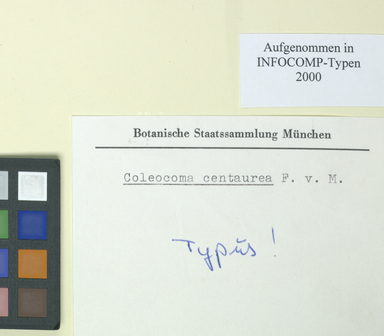 Aufgenommen in
INFOCOMP-Typen
2000
Botanische Staatssammlung München
Coleocoma centaurea F. v. M.
Typus!